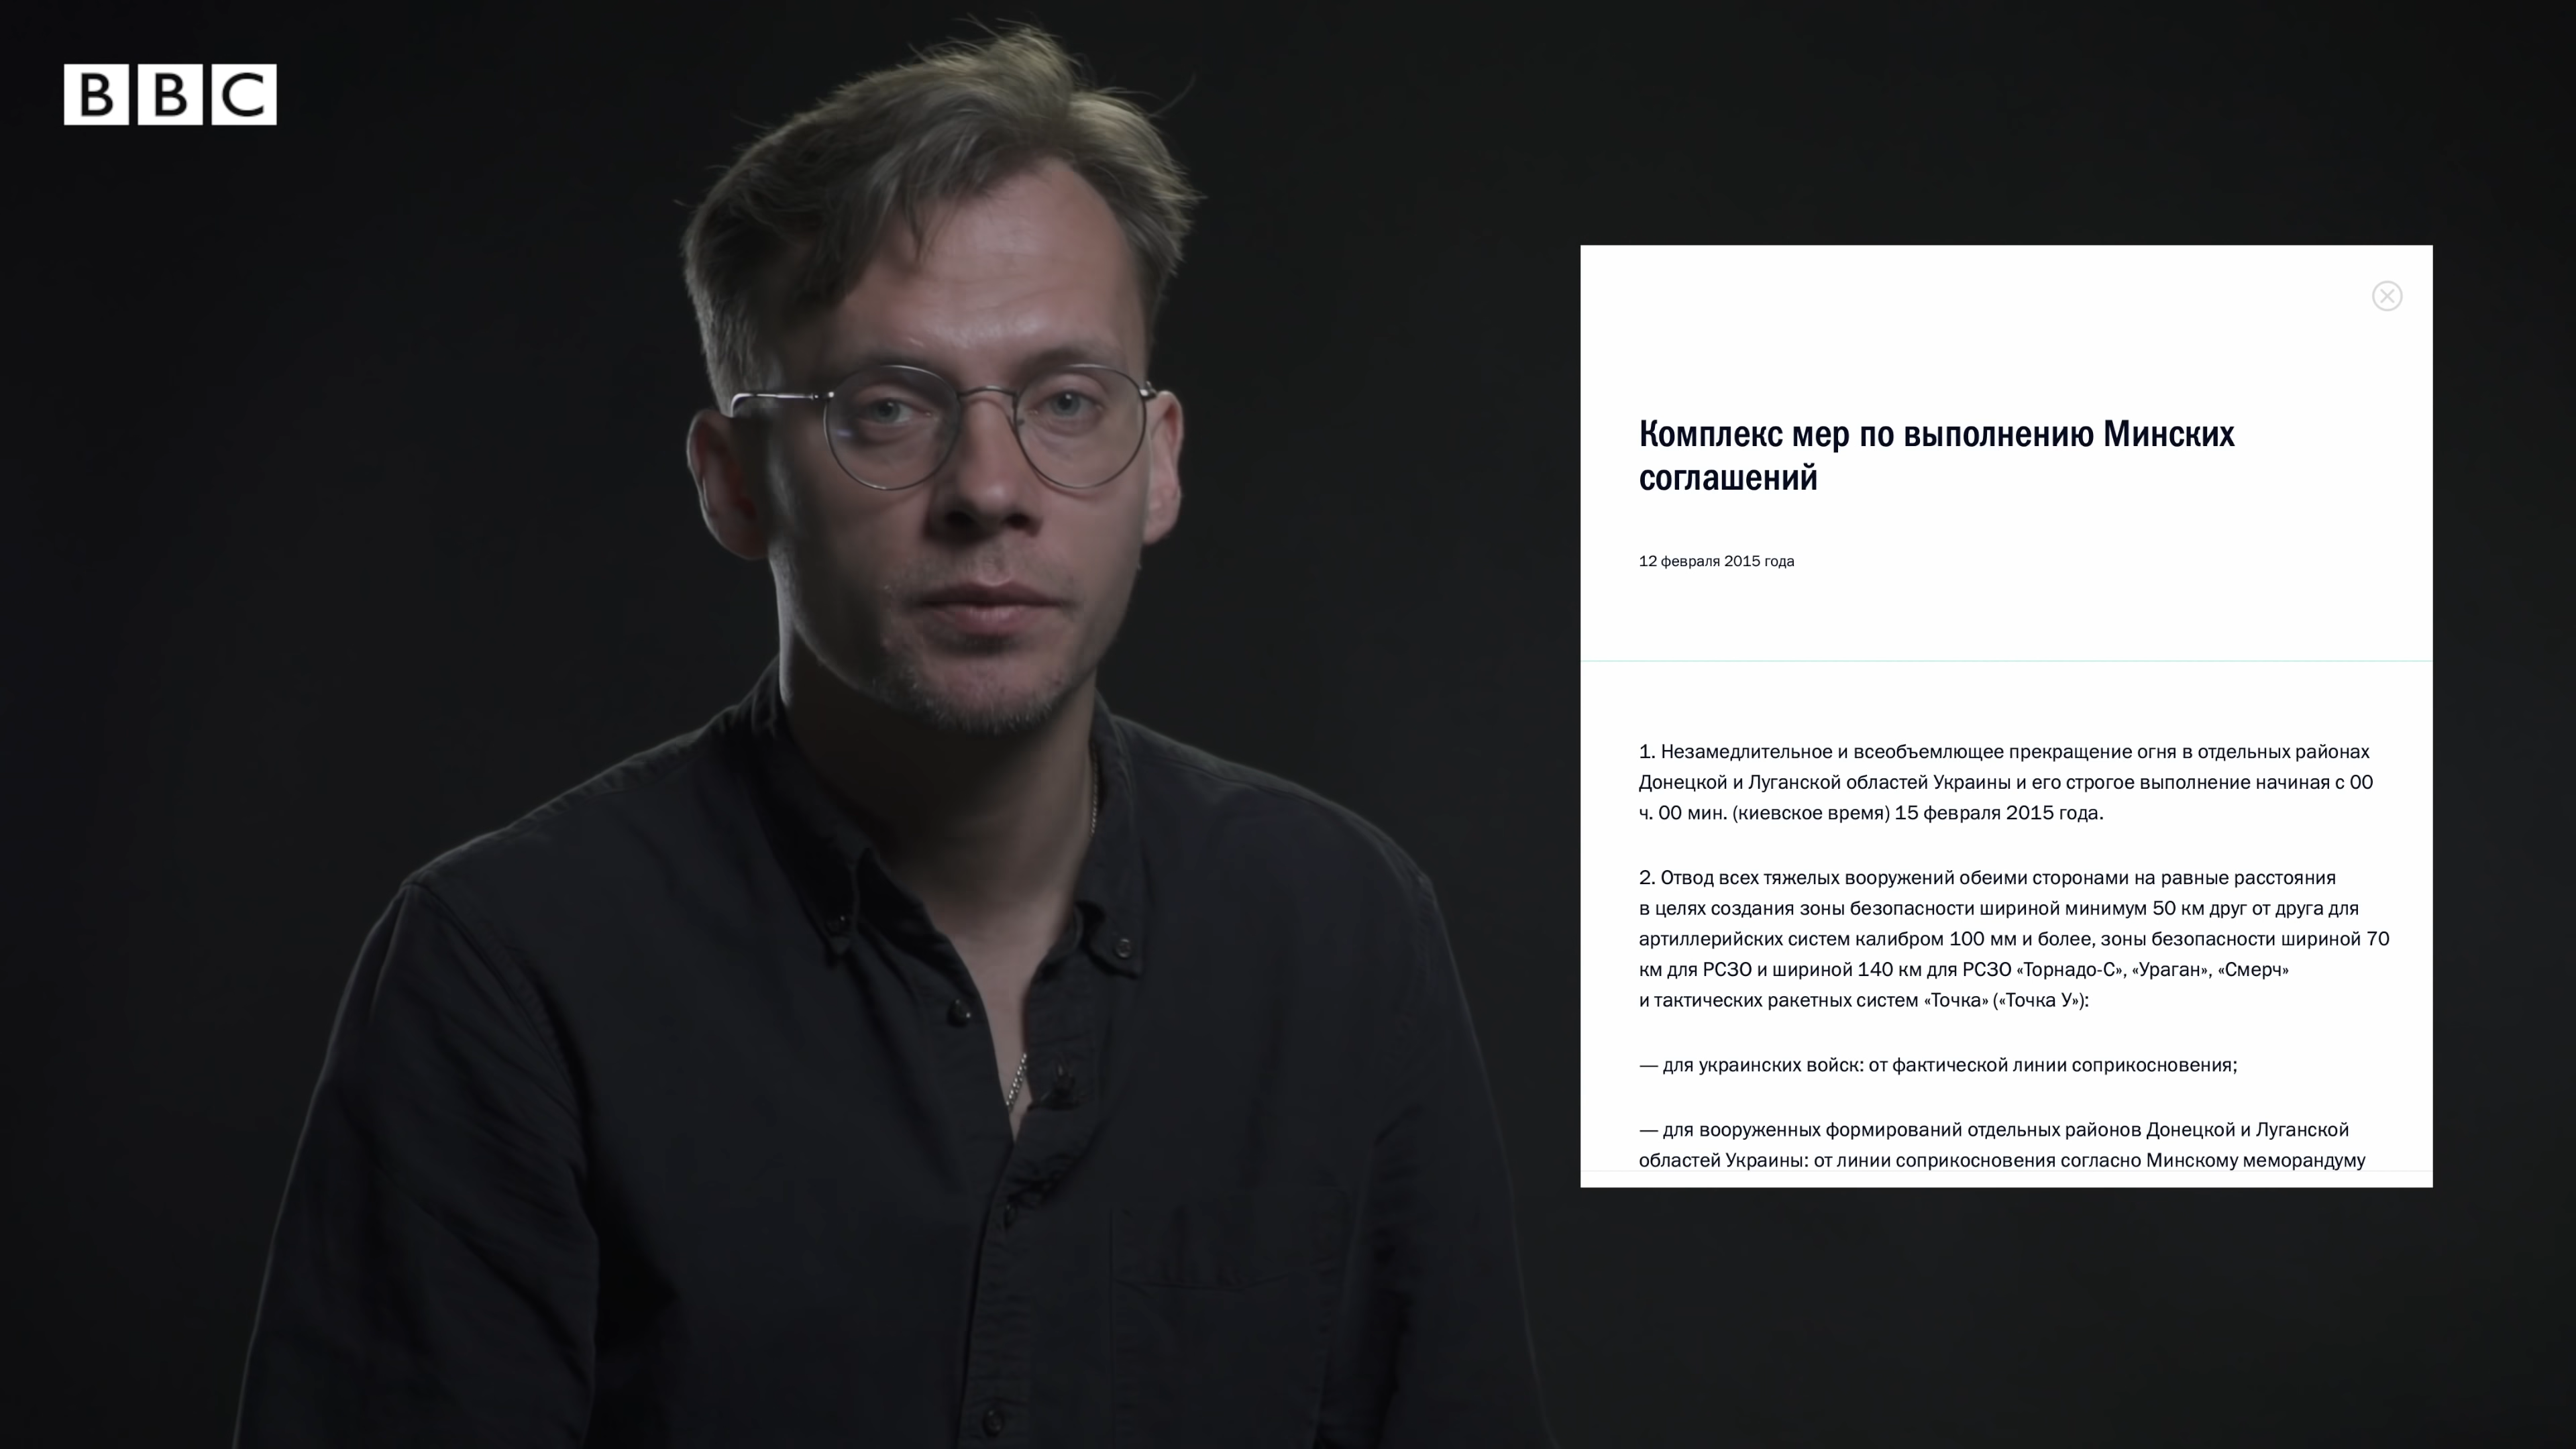 BBC
Комплекс мер по выполнению Минских
соглашений
12 февраля 2015 года
1. Незамедлительное и всеобъемлющее прекращение огня в отдельных районах
Донецкой и Луганской областей Украины и его строгое выполнение начиная с 00
ч. 00 мин. (киевское время) 15 февраля 2015 года.
2. Отвод всех тяжелых вооружений обеими сторонами на равные расстояния
в целях создания зоны безопасности шириной минимум 50 км друг от друга для
артиллерийских систем калибром 100 мм и более, зоны безопасности шириной 70
км для РСЗО и шириной 140 км для РСЗО «Торнадо-С», «Ураган», «Смерч»
и тактических ракетных систем «Точка» («Точка У»):
— для украинских войск: от фактической линии соприкосновения;
— для вооруженных формирований отдельных районов Донецкой и Луганской
областей Украины: от линии соприкосновения согласно Минскому меморандуму